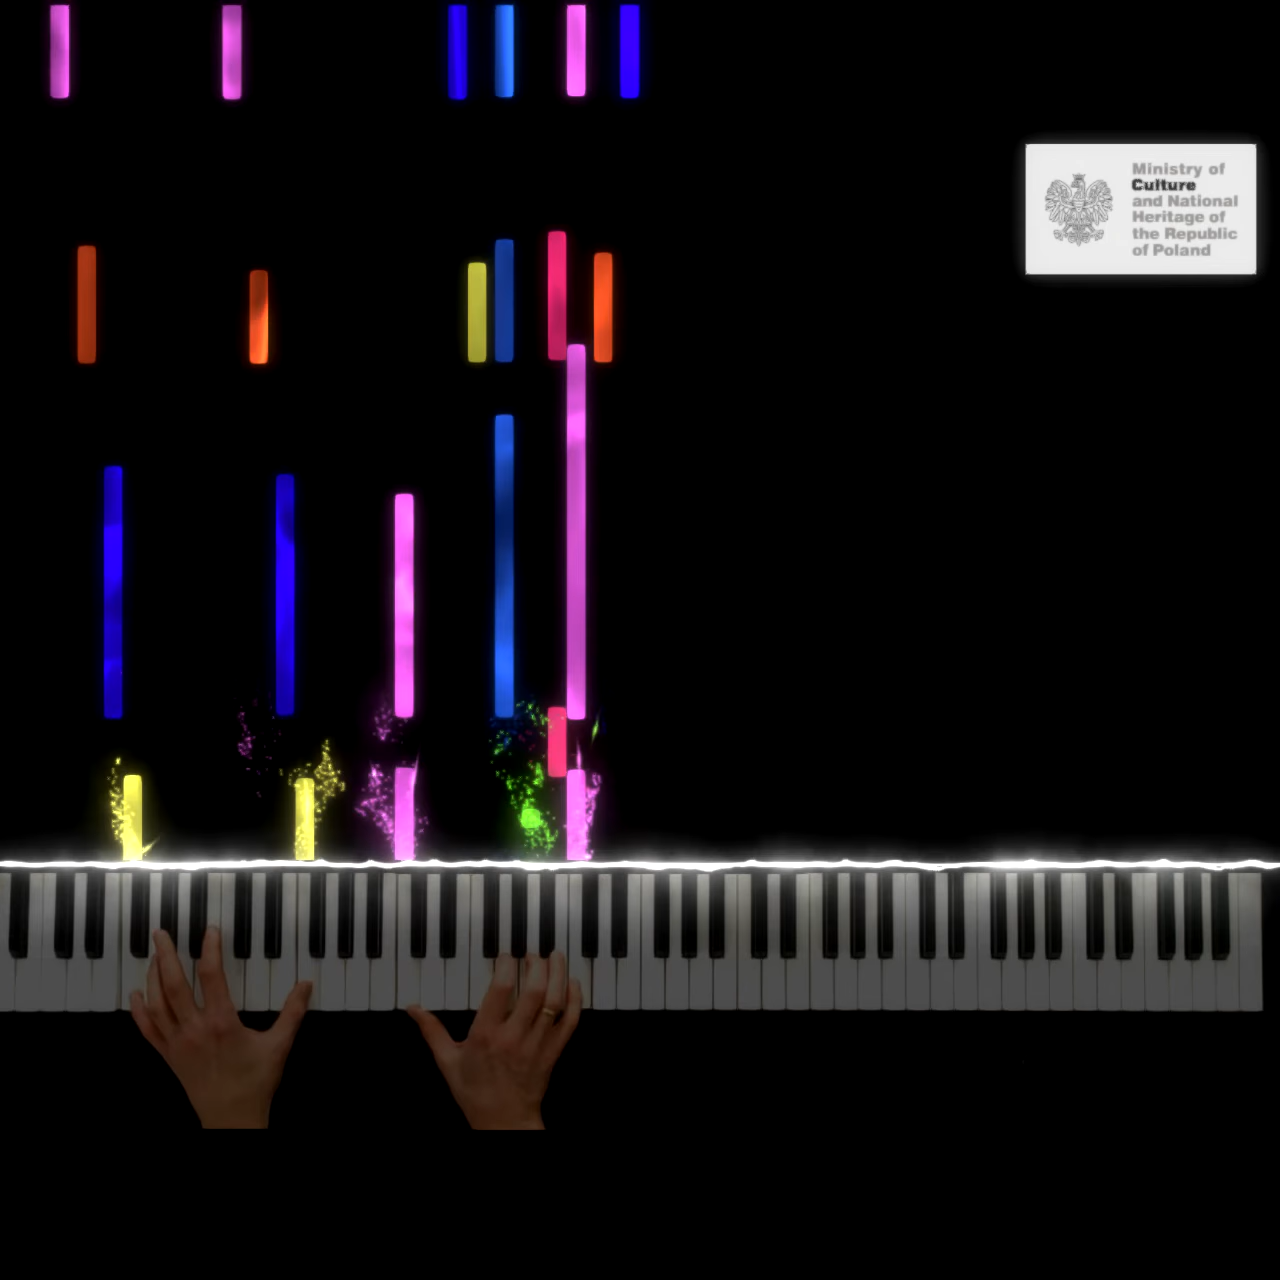 Ministry of
Culture
and National
Heritage of
the Republic
of Poland